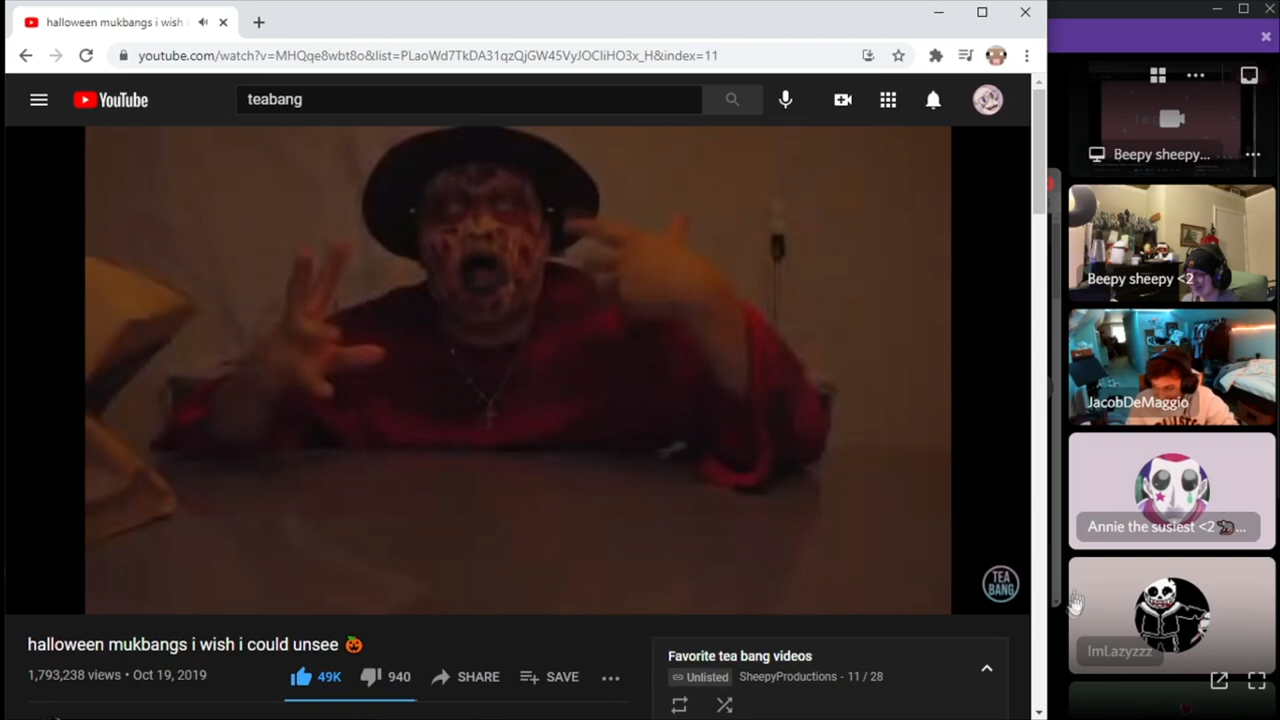 halloween mukbangs i wish i
youtube.com/watch?v=MHQqe8wbt8o&list=PLaoWd7TkDA31qzQjGW45VyJOCIiHO3x_H&index=11
YouTube
teabang
Beepy sheepy...
Beepy sheepy <2
JacobDeMaggio
Annie the susiest <2 ...
ImLazyzzz
TEA
BANG
halloween mukbangs i wish i could unsee 🎃
1,793,238 views • Oct 19, 2019
49K
940
SHARE
SAVE
Favorite tea bang videos
Unlisted SheepyProductions - 11 / 28